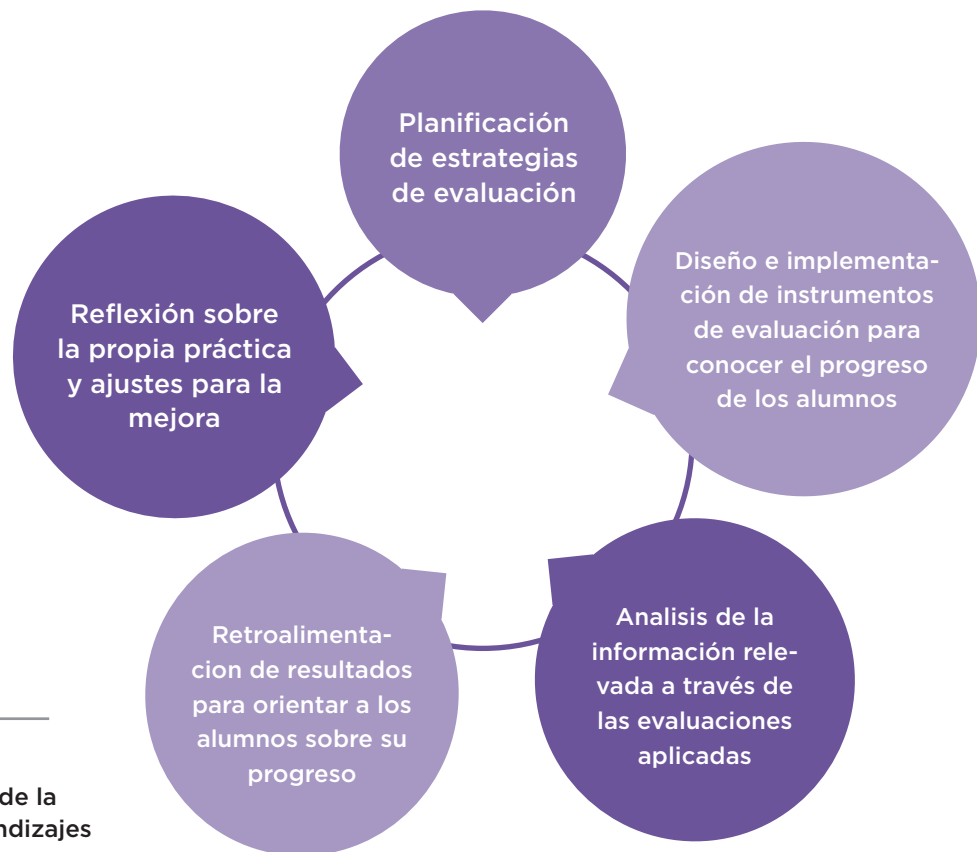 Planificación
de estrategias
de evaluación
Diseño e implementa-
ción de instrumentos
de evaluación para
conocer el progreso
de los alumnos
Analisis de la
información rele-
vada a través de
las evaluaciones
aplicadas
Retroalimenta-
cion de resultados
para orientar a los
alumnos sobre su
progreso
Reflexión sobre
la propia práctica
y ajustes para la
mejora
de la
ndizajes